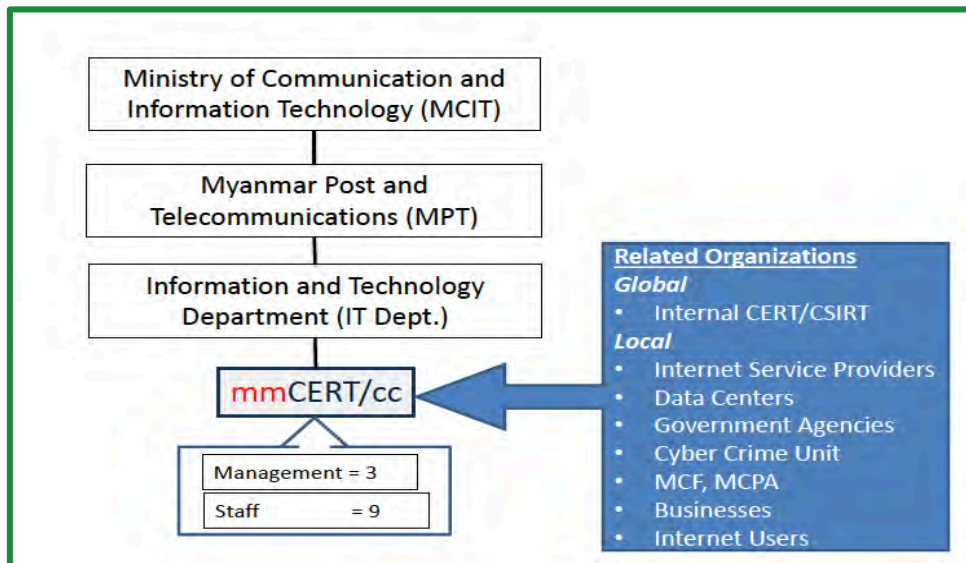 Ministry of Communication and
Information Technology (MCIT)
Myanmar Post and
Telecommunications (MPT)
Information and Technology
Department (IT Dept.)
mmCERT/cc
Management = 3
Staff = 9
Related Organizations
Global
• Internal CERT/CSIRT
Local
• Internet Service Providers
• Data Centers
• Government Agencies
• Cyber Crime Unit
• MCF, MCPA
• Businesses
• Internet Users